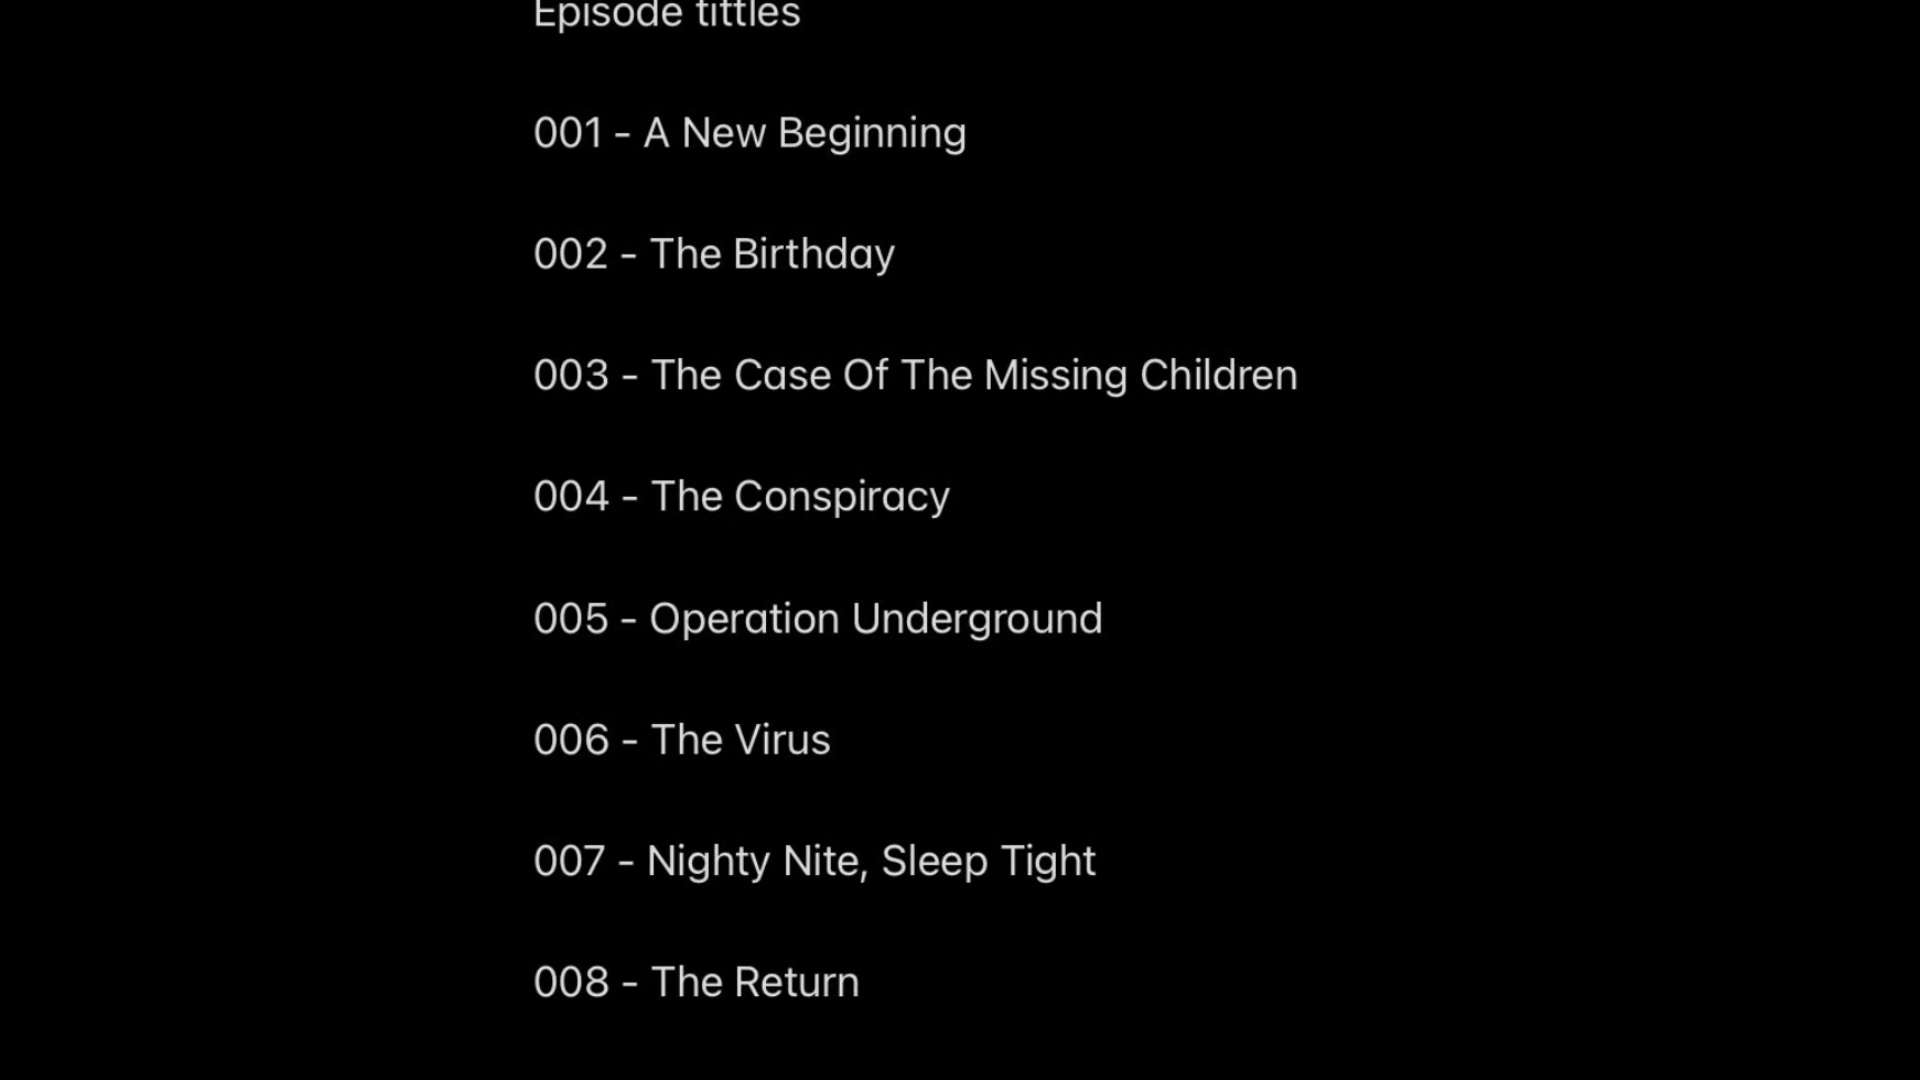 Episode tittles
001 - A New Beginning
002 - The Birthday
003 - The Case Of The Missing Children
004 - The Conspiracy
005 - Operation Underground
006 - The Virus
007 - Nighty Nite, Sleep Tight
008 - The Return